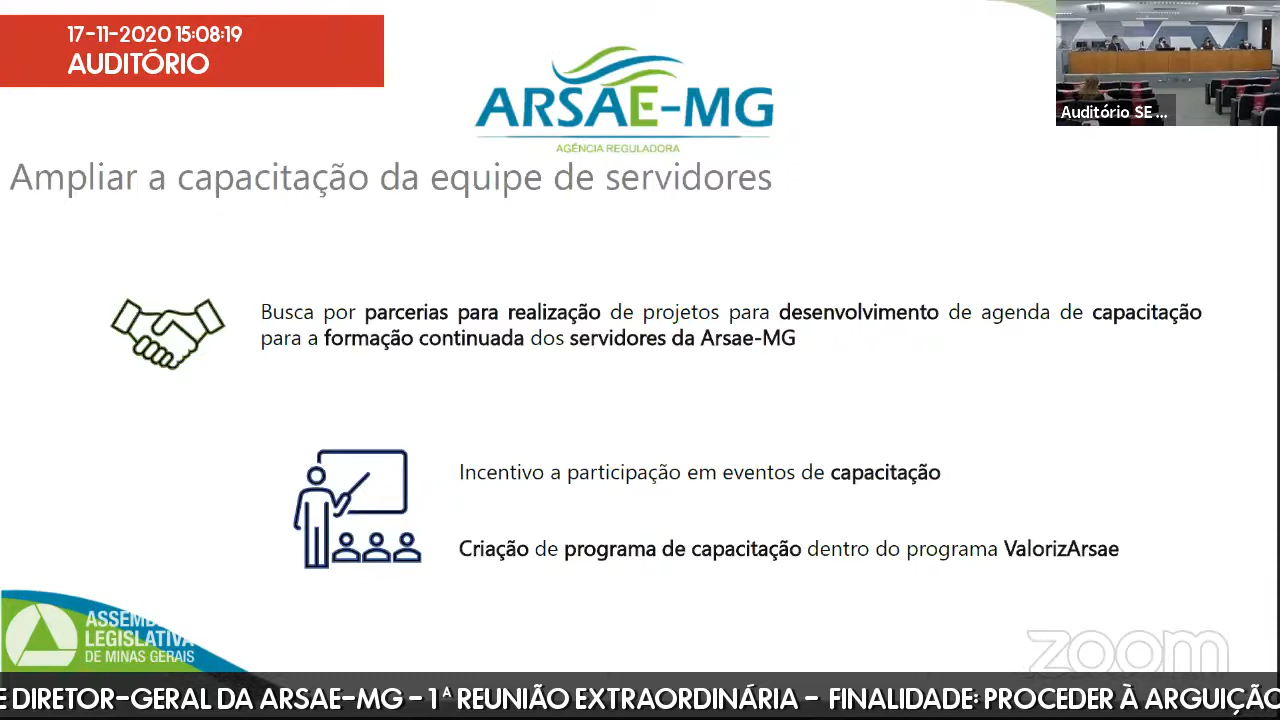 17-11-2020 15:08:19
AUDITÓRIO
ARSAE-MG
AGÊNCIA REGULADORA
Auditório SE ...
Ampliar a capacitação da equipe de servidores
Busca por parcerias para realização de projetos para desenvolvimento de agenda de capacitação
para a formação continuada dos servidores da Arsae-MG
Incentivo a participação em eventos de capacitação
Criação de programa de capacitação dentro do programa ValorizArsae
LEGISLATIVA
DE MINAS GERAIS
zoom
E DIRETOR-GERAL DA ARSAE-MG - 1ª REUNIÃO EXTRAORDINÁRIA - FINALIDADE: PROCEDER À ARGUIÇÃO